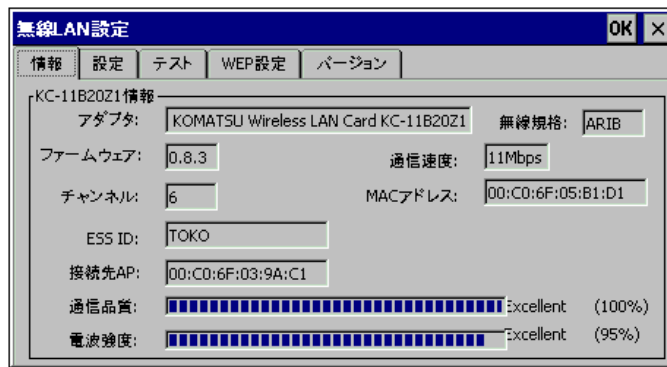 無線LAN設定 OK ×
情報 設定 テスト WEP設定 バージョン
KC-11B20Z1情報
アダプタ: KOMATSU Wireless LAN Card KC-11B20Z1 無線規格: ARIB
ファームウェア: 0.8.3 通信速度: 11Mbps
チャンネル: 6 MACアドレス: 00:C0:6F:05:B1:D1
ESS ID: TOKO
接続先AP: 00:C0:6F:03:9A:C1
通信品質: Excellent (100%)
電波強度: Excellent (95%)